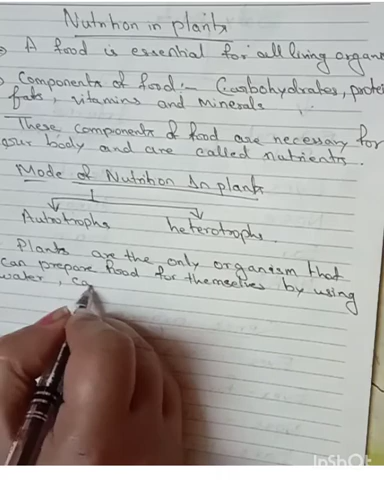 Nutrition in plants
A food is essential for all living organs
Components of food :- Carbohydrates, prote
fats, vitamins and Minerals
These components of food are necessary for
our body and are called nutrients.
Mode of Nutrition In plants
Autotrophs heterotrophs.
Plants are the only organism that
can prepare food for themselves by using
water, ca
InShot